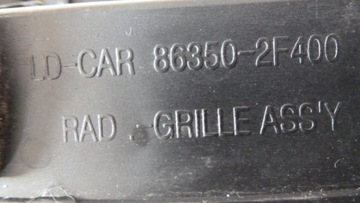 LD-CAR 86350-2F400
RAD. GRILLE ASS'Y